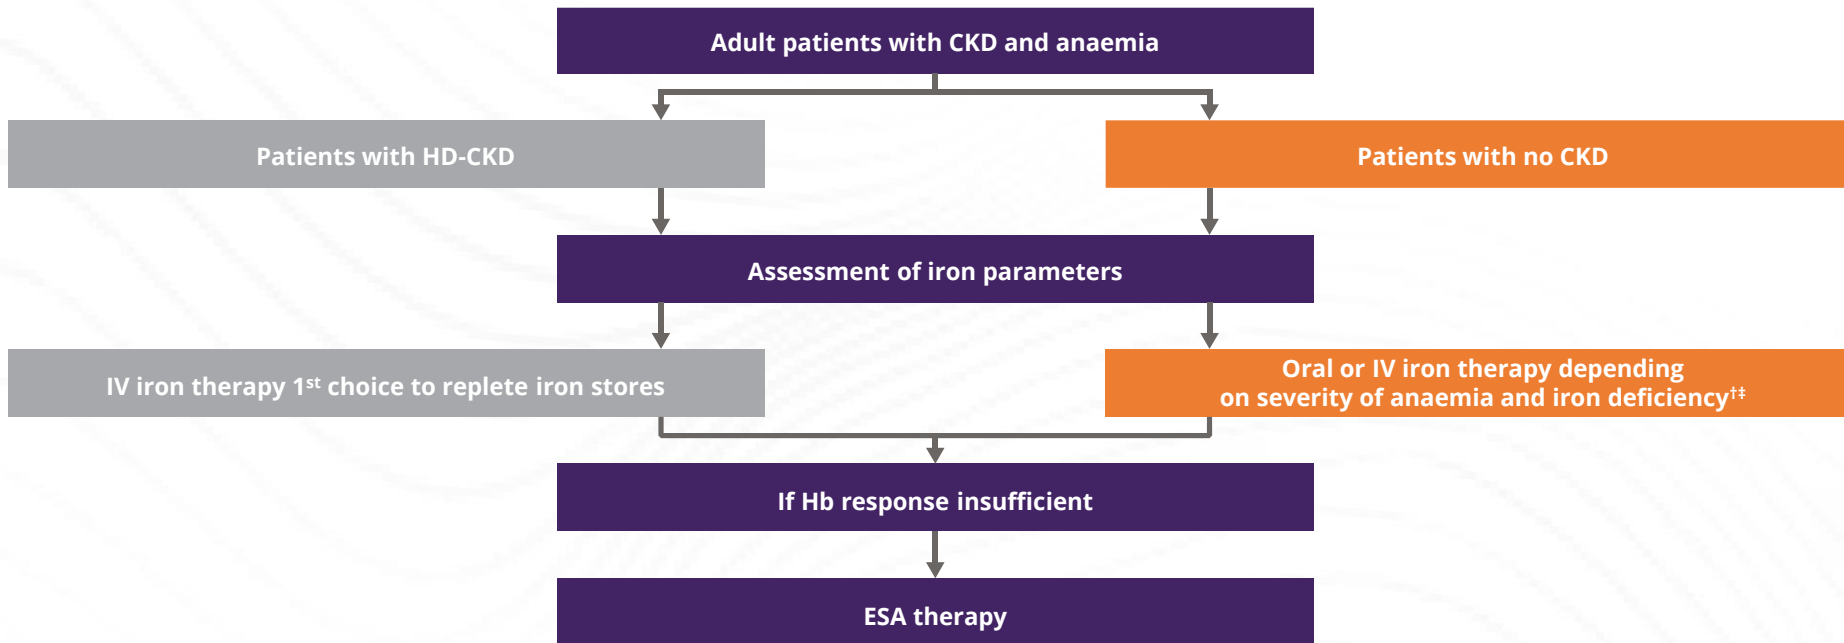 Adult patients with CKD and anaemia
Patients with HD-CKD
Patients with no CKD
Assessment of iron parameters
IV iron therapy 1st choice to replete iron stores
Oral or IV iron therapy depending
on severity of anaemia and iron deficiency†‡
If Hb response insufficient
ESA therapy